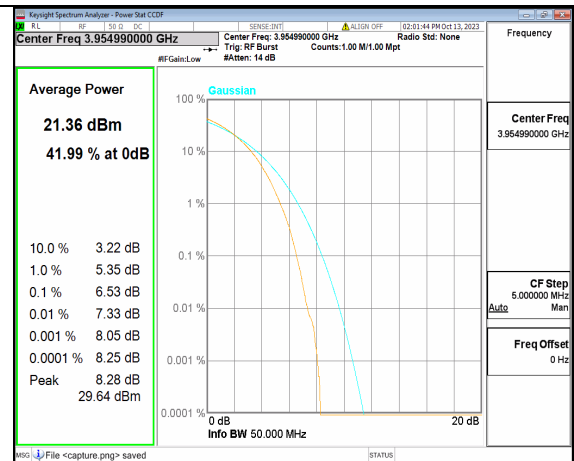 Keysight Spectrum Analyzer - Power Stat CCDF
RL RF 50 Ω DC SENSE:INT ALIGN OFF 02:01:44 PM Oct 13, 2023
Center Freq 3.954990000 GHz
Center Freq: 3.954990000 GHz Radio Std: None
Trig: RF Burst Counts:1.00 M/1.00 Mpt
#IFGain:Low #Atten: 14 dB
Frequency
Average Power
21.36 dBm
41.99 % at 0dB
10.0 % 3.22 dB
1.0 % 5.35 dB
0.1 % 6.53 dB
0.01 % 7.33 dB
0.001 % 8.05 dB
0.0001 % 8.25 dB
Peak 8.28 dB
29.64 dBm
Gaussian
100 %
10 %
1 %
0.1 %
0.01 %
0.001 %
0.0001 %
0 dB 20 dB
Info BW 50.000 MHz
Center Freq
3.954990000 GHz
CF Step
5.000000 MHz
Auto Man
Freq Offset
0 Hz
MSG File <capture.png> saved STATUS